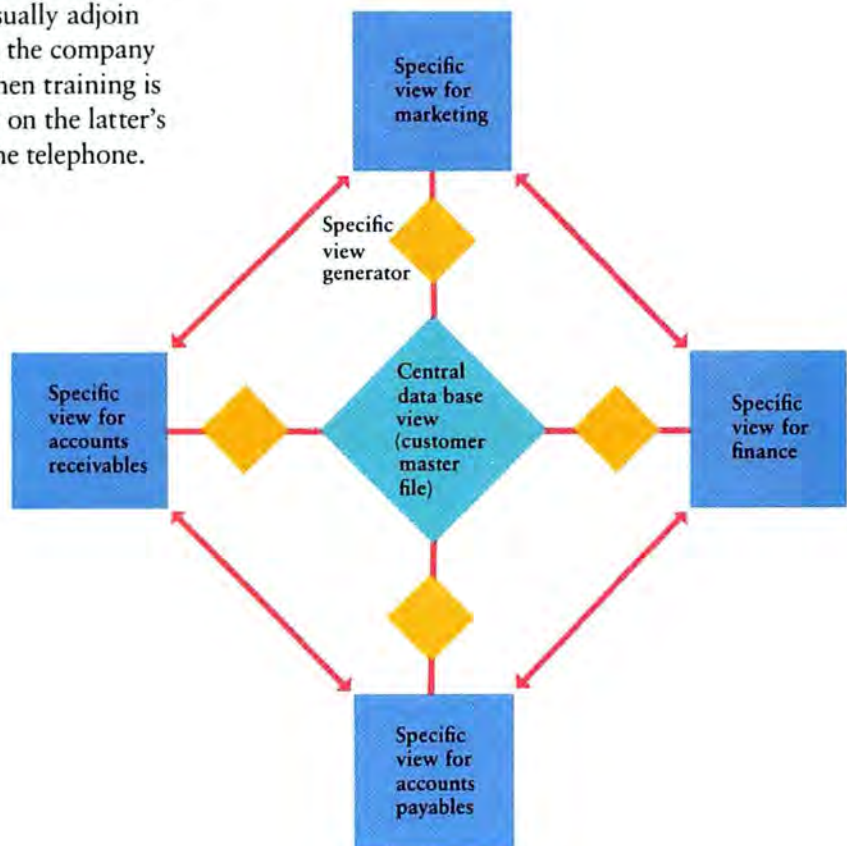 sually adjoin
the company
hen training is
on the latter's
ne telephone.
Specific
view for
marketing
Specific
view
generator
Central
data base
view
(customer
master
file)
Specific
view for
accounts
receivables
Specific
view for
finance
Specific
view for
accounts
payables